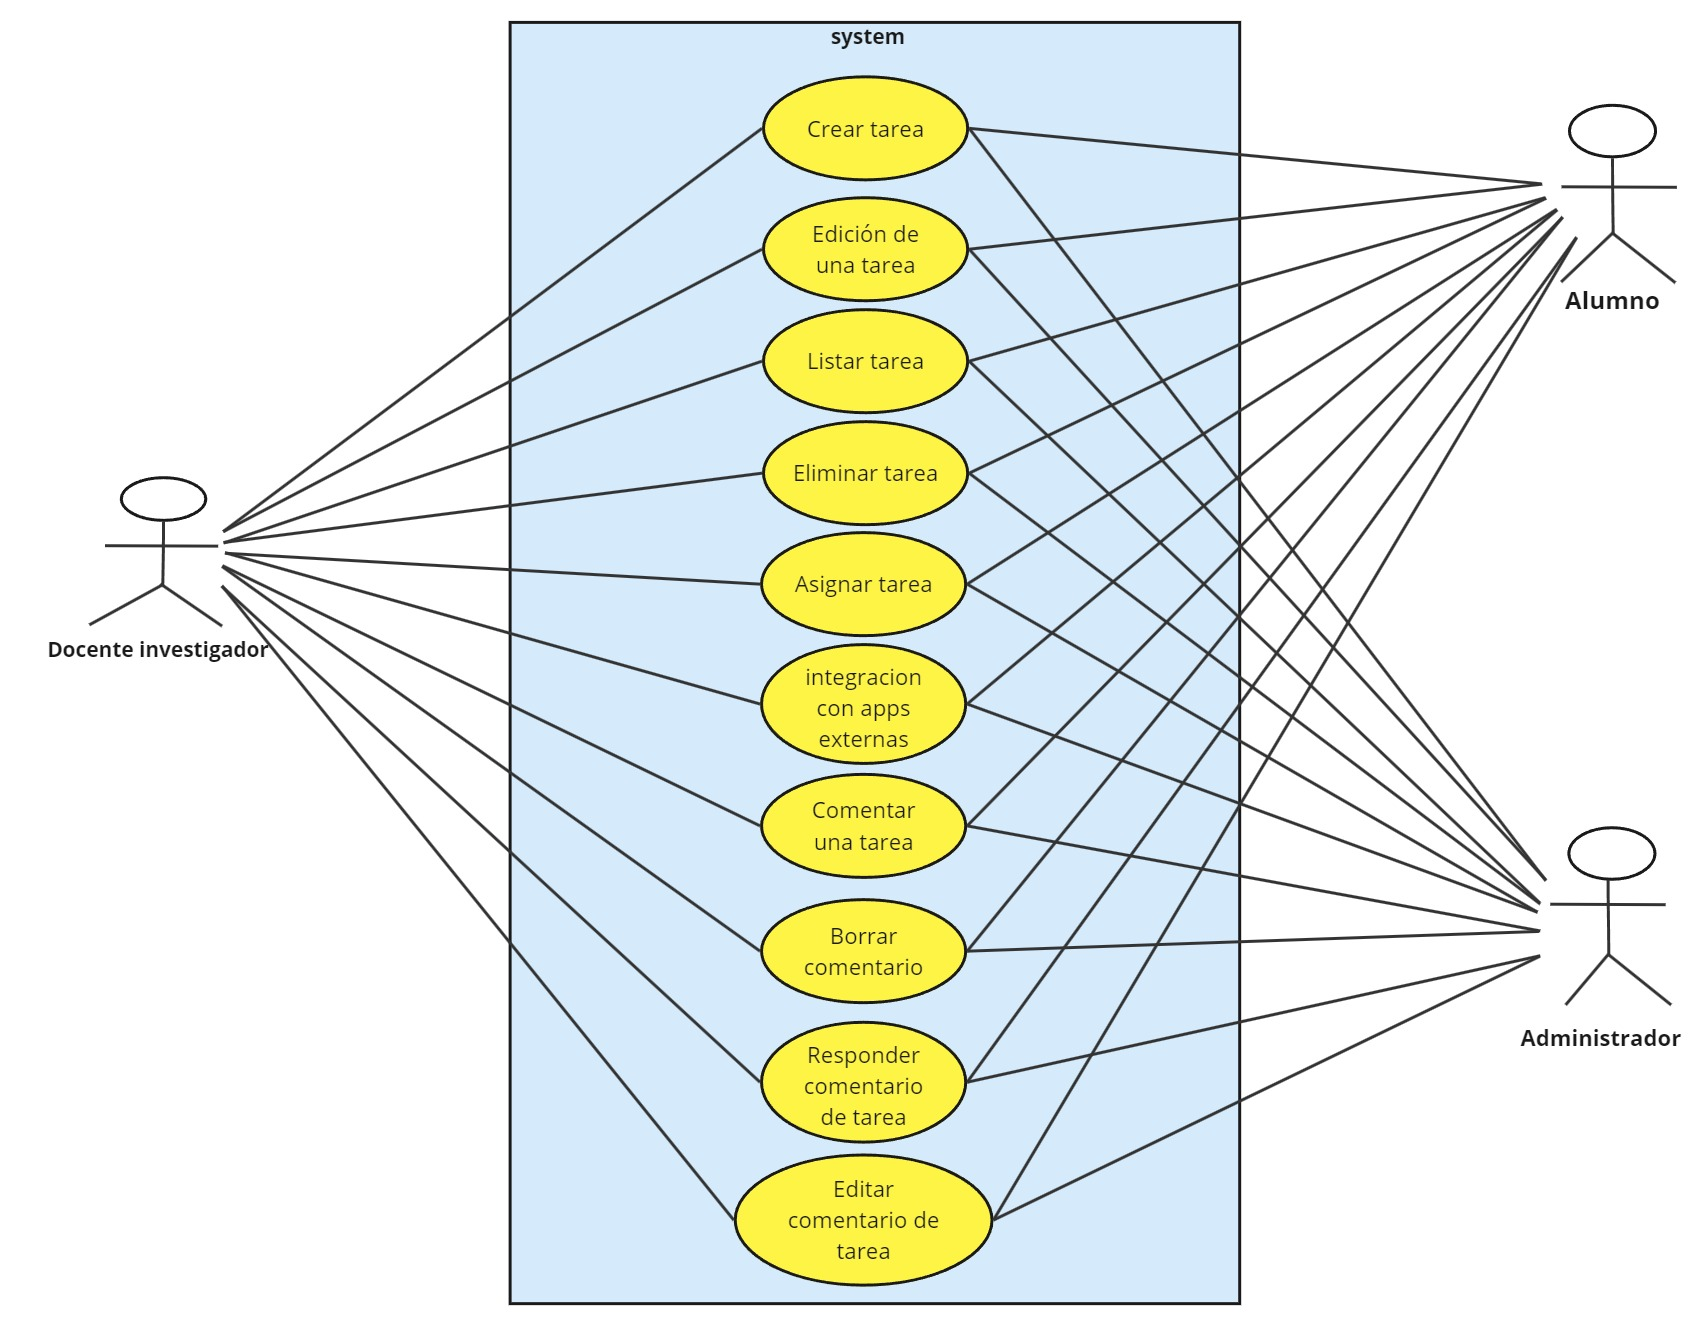 system
Crear tarea
Edición de
una tarea
Listar tarea
Eliminar tarea
Asignar tarea
integracion
con apps
externas
Comentar
una tarea
Borrar
comentario
Responder
comentario
de tarea
Editar
comentario de
tarea
Docente investigador
Alumno
Administrador